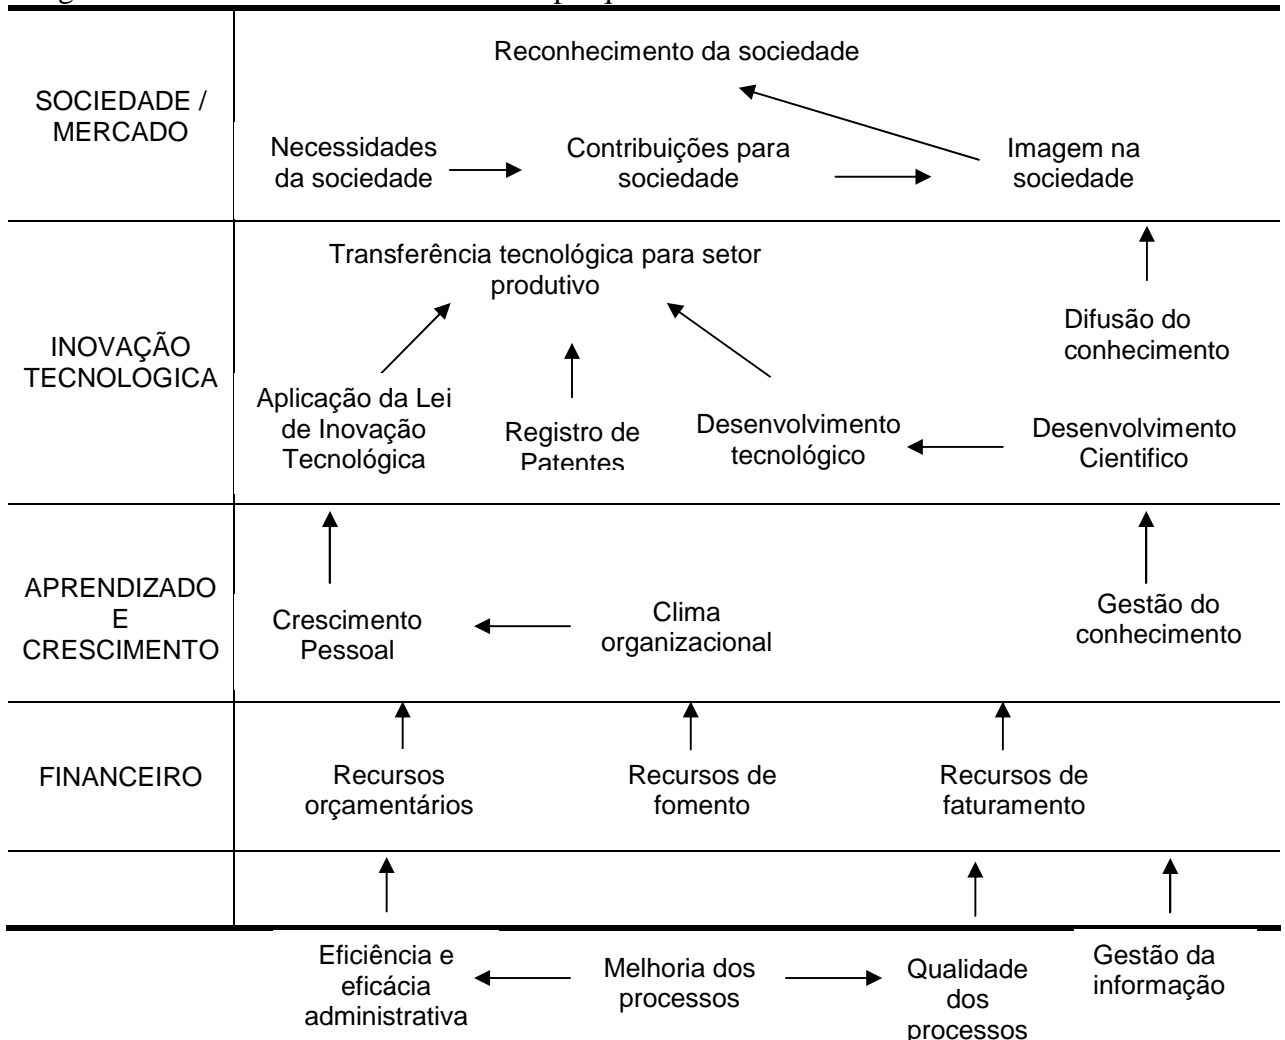 Reconhecimento da sociedade
SOCIEDADE /
MERCADO
Necessidades
da sociedade
Contribuições para
sociedade
Imagem na
sociedade
Transferência tecnológica para setor
produtivo
INOVAÇÃO
TECNOLÓGICA
Difusão do
conhecimento
Aplicação da Lei
de Inovação
Tecnológica
Registro de
Patentes
Desenvolvimento
tecnológico
Desenvolvimento
Cientifico
APRENDIZADO
E
CRESCIMENTO
Crescimento
Pessoal
Clima
organizacional
Gestão do
conhecimento
FINANCEIRO
Recursos
orçamentários
Recursos de
fomento
Recursos de
faturamento
Eficiência e
eficácia
administrativa
Melhoria dos
processos
Qualidade
dos
processos
Gestão da
informação